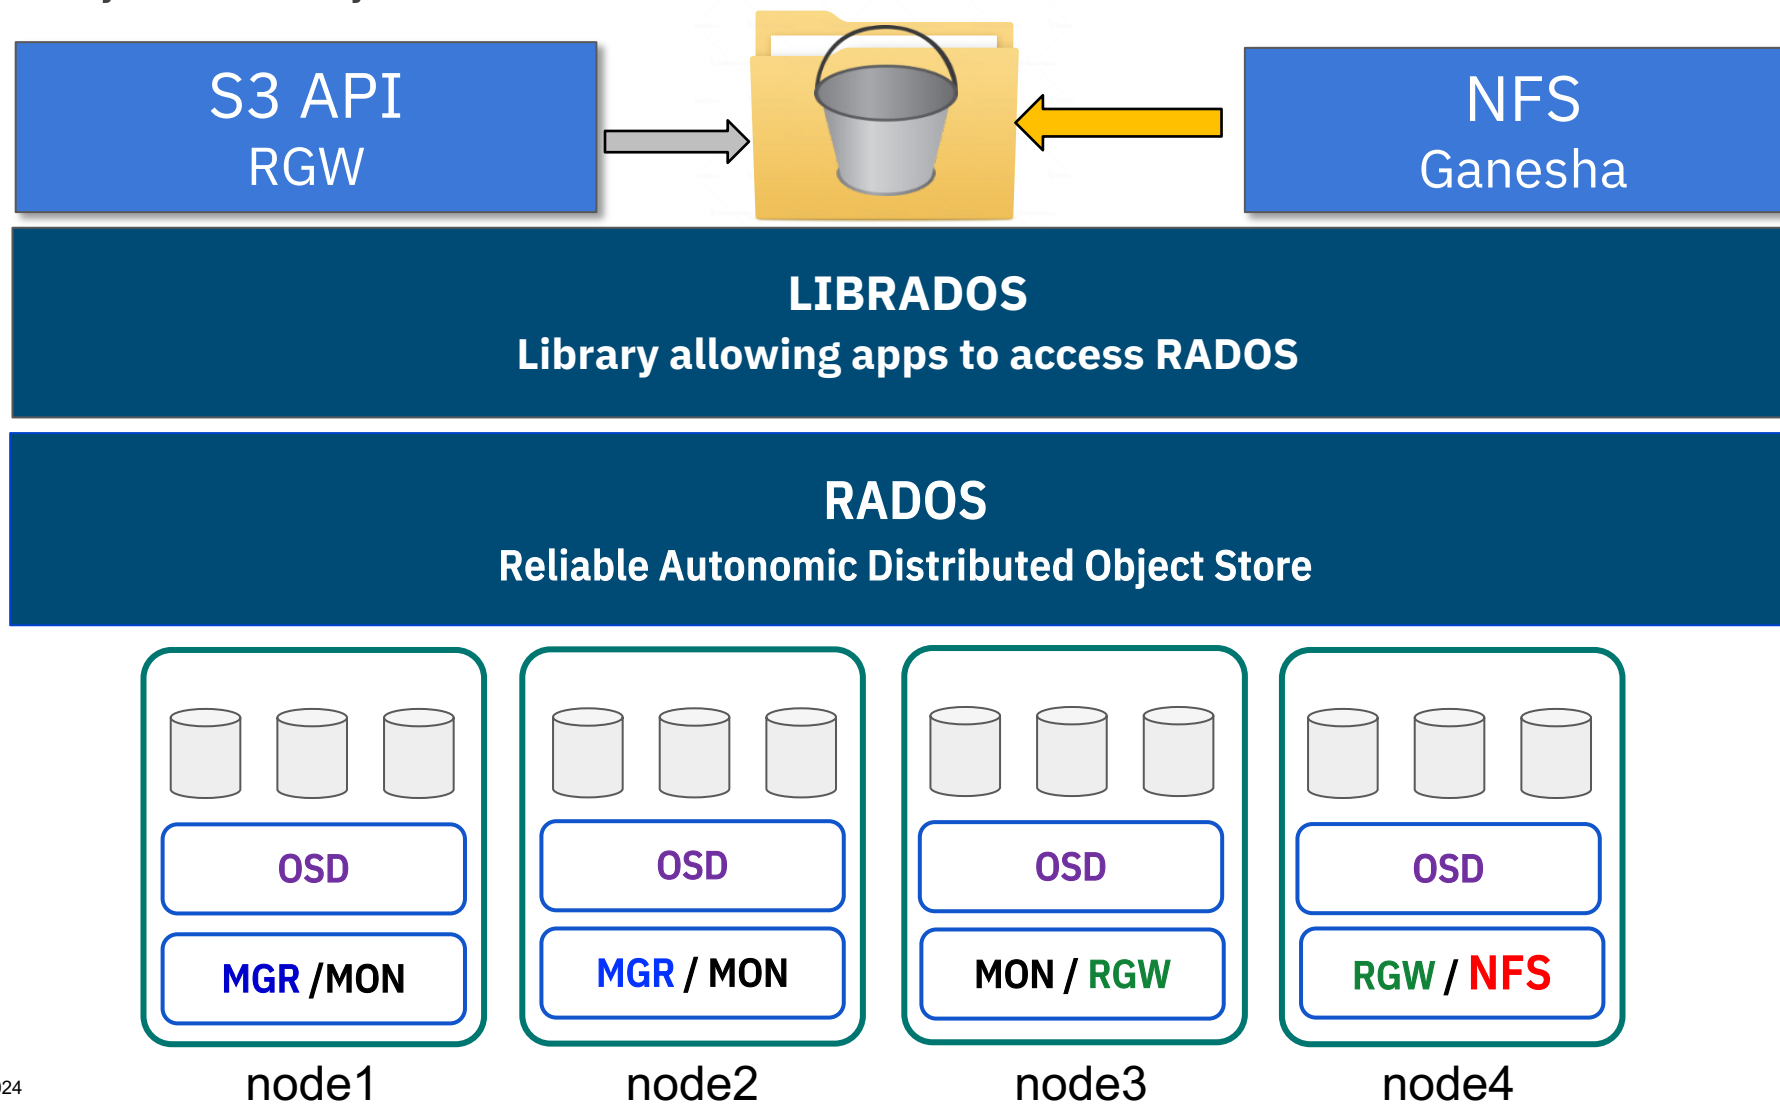 S3 API
RGW
NFS
Ganesha
LIBRADOS
Library allowing apps to access RADOS
RADOS
Reliable Autonomic Distributed Object Store
OSD
OSD
OSD
OSD
MGR /MON
MGR / MON
MON / RGW
RGW / NFS
node1
node2
node3
node4
024